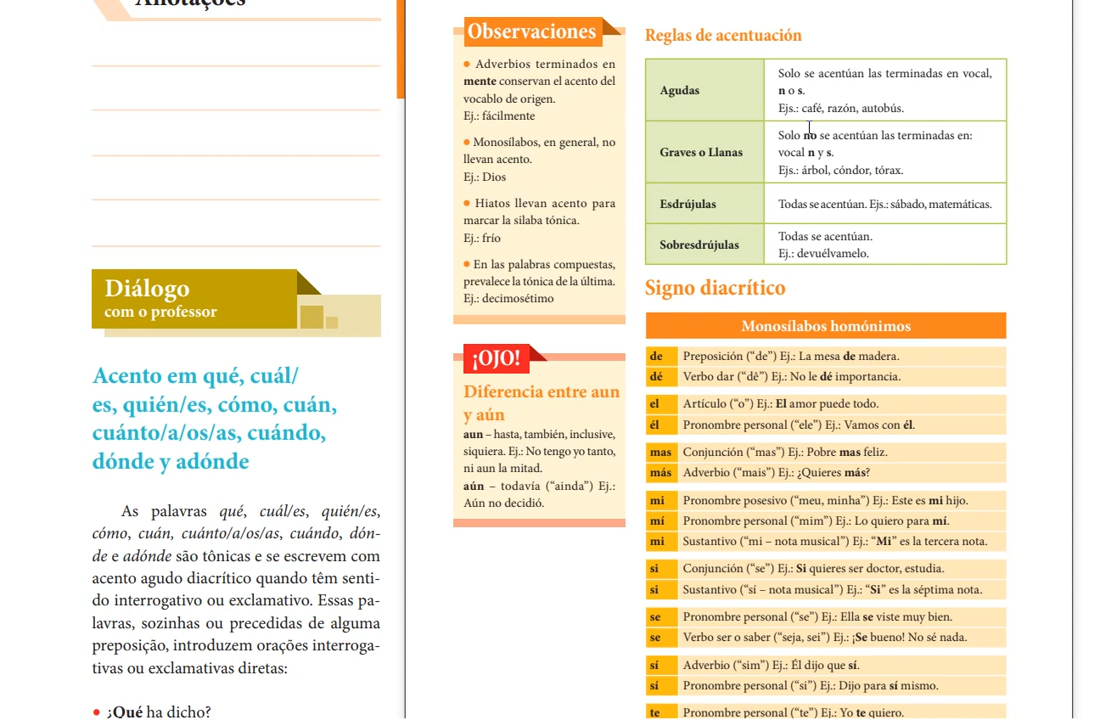 Anotações
Diálogo
com o professor
Acento em qué, cuál/
es, quién/es, cómo, cuán,
cuánto/a/os/as, cuándo,
dónde y adónde
As palavras qué, cuál/es, quién/es,
cómo, cuán, cuánto/a/os/as, cuándo, dón-
de e adónde são tônicas e se escrevem com
acento agudo diacrítico quando têm senti-
do interrogativo ou exclamativo. Essas pa-
lavras, sozinhas ou precedidas de alguma
preposição, introduzem orações interroga-
tivas ou exclamativas diretas:
• ¿Qué ha dicho?
Observaciones
• Adverbios terminados en
mente conservan el acento del
vocablo de origen.
Ej.: fácilmente
• Monosílabos, en general, no
llevan acento.
Ej.: Dios
• Hiatos llevan acento para
marcar la sílaba tónica.
Ej.: frío
• En las palabras compuestas,
prevalece la tónica de la última.
Ej.: decimosétimo
¡OJO!
Diferencia entre aun
y aún
aun – hasta, también, inclusive,
siquiera. Ej.: No tengo yo tanto,
ni aun la mitad.
aún – todavía (“ainda”) Ej.:
Aún no decidió.
Reglas de acentuación
Agudas
Solo se acentúan las terminadas en vocal,
n o s.
Ejs.: café, razón, autobús.
Graves o Llanas
Solo no se acentúan las terminadas en:
vocal n y s.
Ejs.: árbol, cóndor, tórax.
Esdrújulas
Todas se acentúan. Ejs.: sábado, matemáticas.
Sobresdrújulas
Todas se acentúan.
Ej.: devuélvamelo.
Signo diacrítico
Monosílabos homónimos
de Preposición (“de”) Ej.: La mesa de madera.
dé Verbo dar (“dê”) Ej.: No le dé importancia.
el Artículo (“o”) Ej.: El amor puede todo.
él Pronombre personal (“ele”) Ej.: Vamos con él.
mas Conjunción (“mas”) Ej.: Pobre mas feliz.
más Adverbio (“mais”) Ej.: ¿Quieres más?
mi Pronombre posesivo (“meu, minha”) Ej.: Este es mi hijo.
mí Pronombre personal (“mim”) Ej.: Lo quiero para mí.
mi Sustantivo (“mi – nota musical”) Ej.: “Mi” es la tercera nota.
si Conjunción (“se”) Ej.: Si quieres ser doctor, estudia.
si Sustantivo (“sí – nota musical”) Ej.: “Si” es la séptima nota.
se Pronombre personal (“se”) Ej.: Ella se viste muy bien.
se Verbo ser o saber (“seja, sei”) Ej.: ¡Se bueno! No sé nada.
sí Adverbio (“sim”) Ej.: Él dijo que sí.
sí Pronombre personal (“si”) Ej.: Dijo para sí mismo.
te Pronombre personal (“te”) Ej.: Yo te quiero.